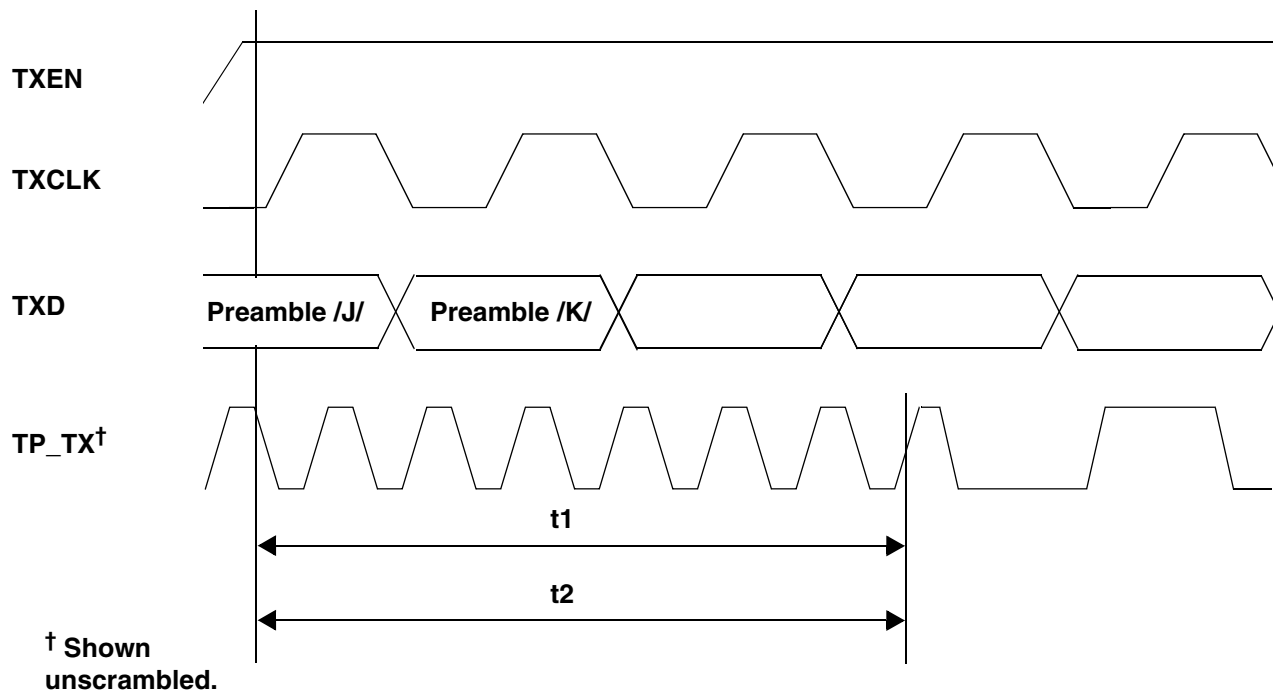 TXEN
TXCLK
TXD
Preamble /J/
Preamble /K/
TP_TX†
t1
t2
† Shown
unscrambled.